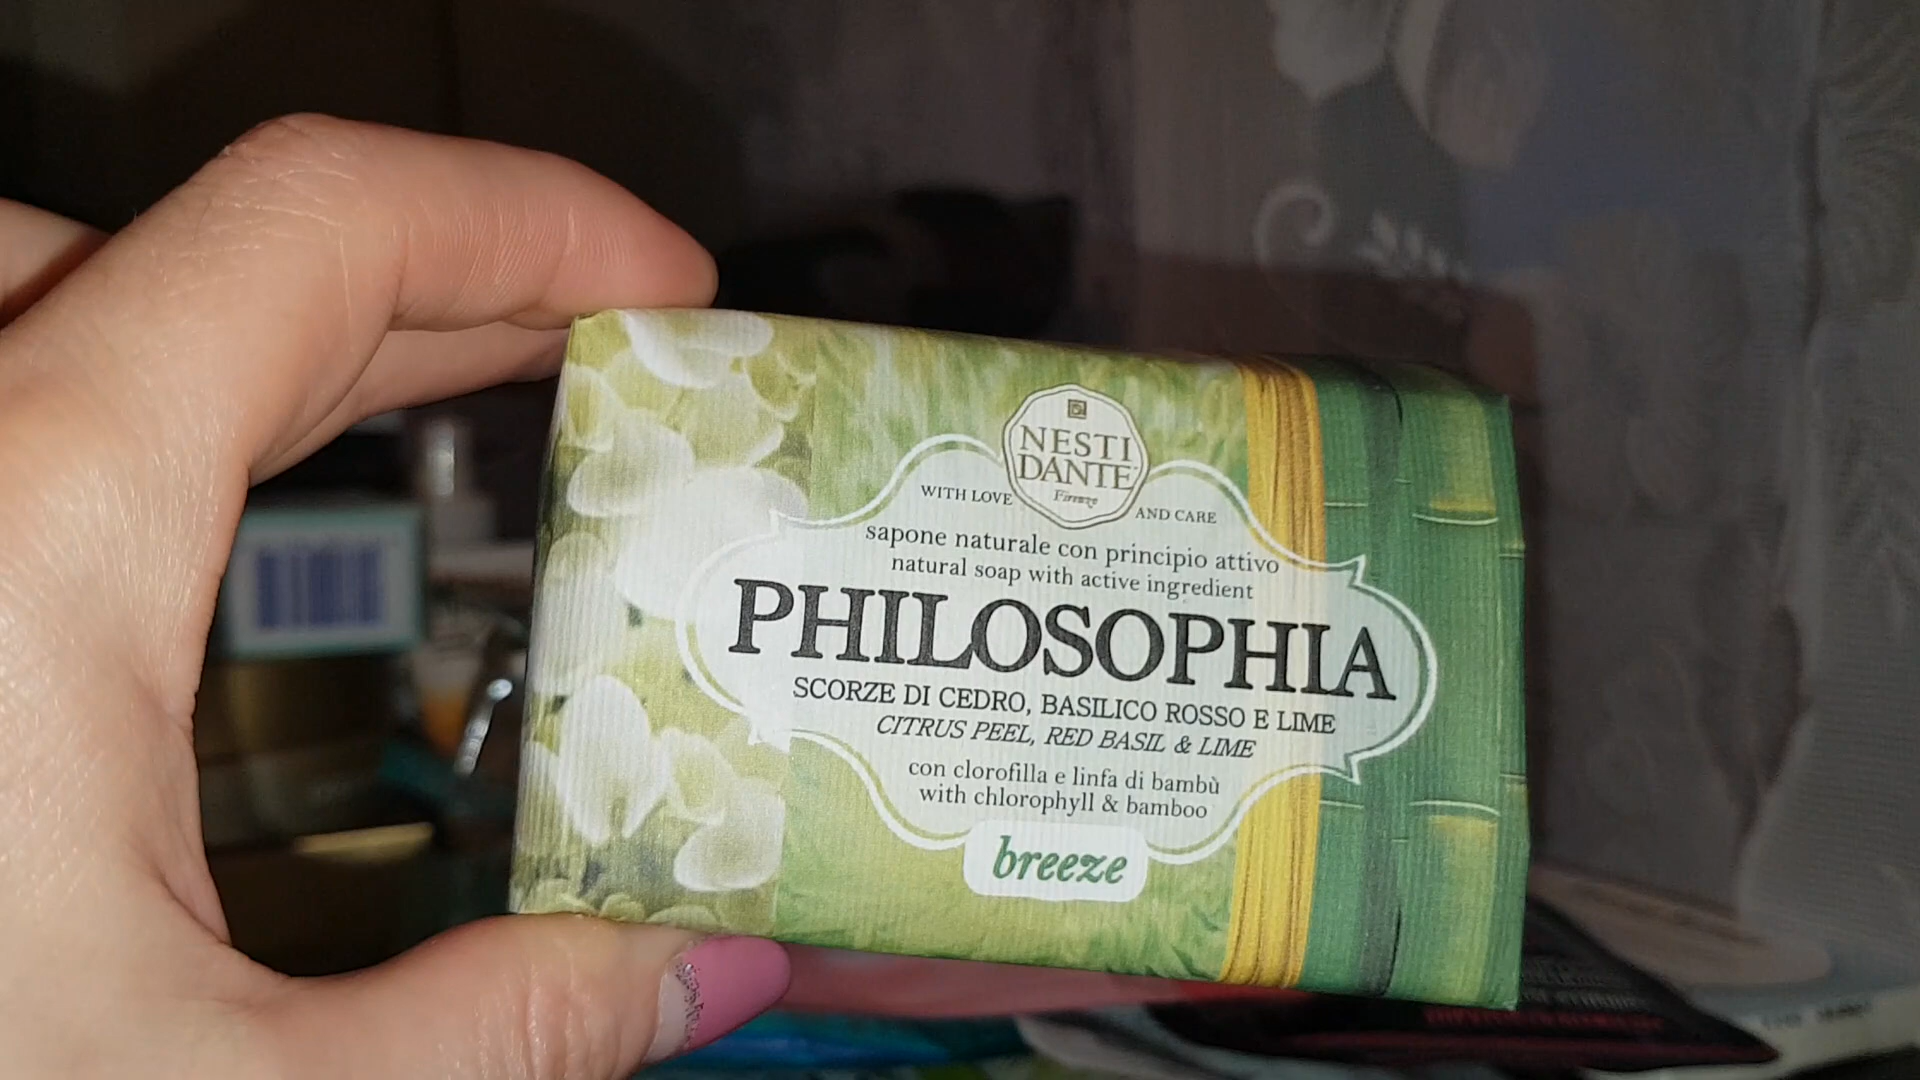 NESTI
DANTE
Firenze
WITH LOVE AND CARE
sapone naturale con principio attivo
natural soap with active ingredient
PHILOSOPHIA
SCORZE DI CEDRO, BASILICO ROSSO E LIME
CITRUS PEEL, RED BASIL & LIME
con clorofilla e linfa di bambù
with chlorophyll & bamboo
breeze